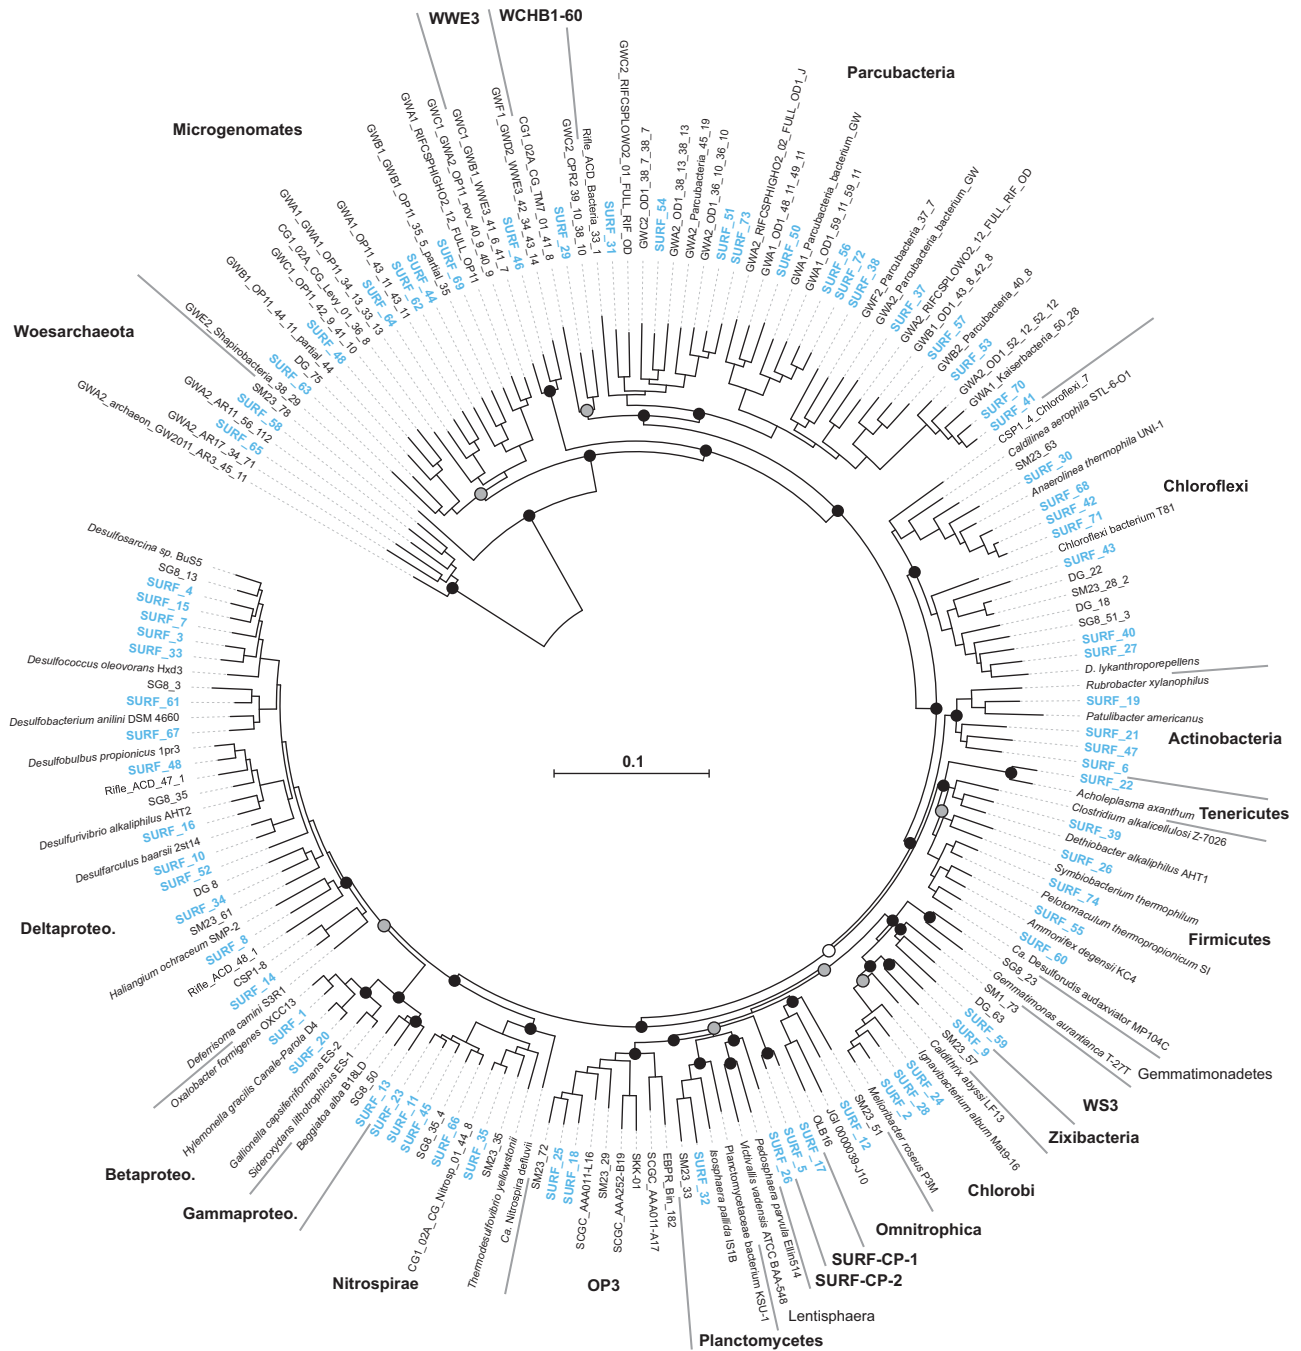 WWE3
WCHB1-60
Parcubacteria
Microgenomates
Woesarchaeota
GWA2_archaeon_GW2011_AR3_45_11
GWA2_AR17_34_71
SURF_65
GWA2_AR11_56_112
SURF_58
SM23_78
SURF_63
GWE2_Shapirobacteria_38_29
DG_75
SURF_48
GWB1_OP11_44_11_partial_44
GWC1_OP11_42_9_41_10
CG1_02A_CG_Levy_01_36_8
GWA1_GWA1_OP11_34_13_33_13
SURF_64
GWA1_OP11_43_11_43_11
SURF_62
SURF_44
GWB1_GWB1_OP11_35_5_partial_35
SURF_69
GWA1_RIFCSPHIGHO2_12_FULL_OP11
GWC1_GWA2_OP11_nov_40_9_40_9
GWC1_GWB1_WWE3_41_6_41_7
SURF_46
GWF1_GWD2_WWE3_42_34_43_14
CG1_02A_CG_TM7_01_41_8
SURF_29
GWC2_CPR2_39_10_38_10
Rifle_ACD_Bacteria_33_1
SURF_31
GWC2_RIFCSPLOWO2_01_FULL_RIF_OD
GWC2_OD1_38_7_38_7
SURF_54
GWA2_OD1_38_13_38_13
GWA2_Parcubacteria_45_19
GWA2_OD1_36_10_36_10
SURF_51
SURF_73
GWA2_RIFCSPHIGHO2_02_FULL_OD1_J
GWA1_OD1_48_11_49_11
SURF_50
GWA1_Parcubacteria_bacterium_GW
GWA1_OD1_59_11_59_11
SURF_56
SURF_72
SURF_38
GWF2_Parcubacteria_37_7
GWA2_Parcubacteria_bacterium_GW
SURF_37
GWA2_RIFCSPLOWO2_12_FULL_RIF_OD
GWB1_OD1_43_8_42_8
SURF_57
GWB2_Parcubacteria_40_8
SURF_53
GWA2_OD1_52_12_52_12
GWA1_Kaiserbacteria_50_28
SURF_70
SURF_41
CSP1_4_Chloroflexi_7
Caldilinea aerophila STL-6-O1
SM23_63
SURF_30
Anaerolinea thermophila UNI-1
SURF_68
SURF_42
SURF_71
Chloroflexi bacterium T81
SURF_43
DG_22
SM23_28_2
DG_18
SG8_51_3
SURF_40
SURF_27
D. lykanthroporepellens
Chloroflexi
Rubrobacter xylanophilus
SURF_19
Patulibacter americanus
SURF_21
SURF_47
SURF_6
SURF_22
Actinobacteria
Acholeplasma axanthum
Tenericutes
Clostridium alkalicellulosi Z-7026
SURF_39
Dethiobacter alkaliphilus AHT1
SURF_26
Symbiobacterium thermophilum
SURF_74
Pelotomaculum thermopropionicum SI
SURF_55
Ammonifex degensii KC4
SURF_60
Ca. Desulforudis audaxviator MP104C
Firmicutes
SG8_23
Gemmatimonas aurantianca T-27T
Gemmatimonadetes
SM1_73
DG_63
SURF_59
SURF_9
WS3
SM23_57
Caldithrix abyssi LF13
Zixibacteria
Ignavibacterium album Mat9-16
SURF_24
SURF_28
SURF_2
Melioribacter roseus P3M
Chlorobi
SM23_51
SURF_12
JGI 0000039-J10
OLB16
Omnitrophica
SURF_17
SURF-CP-1
SURF_5
SURF-CP-2
SURF_26
Pedosphaera parvula Ellin514
Victivallis vadensis ATCC BAA-548
Lentisphaera
Planctomycetaceae bacterium KSU-1
Isosphaera pallida IS1B
SURF_32
SM23_33
Planctomycetes
EBPR_Bin_182
SCGC_AAA011-A17
SKK-01
SCGC_AAA252-B19
SM23_29
SCGC_AAA011-L16
SURF_18
SURF_25
SM23_72
OP3
Ca. Nitrospira defluvii
Thermodesulfovibrio yellowstonii
SM23_35
SURF_35
CG1_02A_CG_Nitrosp_01_44_8
SURF_66
SG8_35_4
SURF_45
SURF_11
SURF_23
SURF_13
Nitrospirae
SG8_50
Beggiatoa alba B18LD
Gammaproteo.
Sideroxydans lithotrophicus ES-1
Gallionella capsiferriformans ES-2
SURF_20
Hylemonella gracilis Canale-Parola D4
SURF_1
Oxalobacter formigenes OXCC13
Betaproteo.
Deferrisoma camini S3R1
SURF_14
CSP1-8
Rifle_ACD_48_1
SURF_8
Haliangium ochraceum SMP-2
SM23_61
SURF_34
DG 8
SURF_52
SURF_10
Desulfarculus baarsii 2st14
SURF_16
Desulfurivibrio alkaliphilus AHT2
SG8_35
Rifle_ACD_47_1
SURF_48
Desulfobulbus propionicus 1pr3
SURF_67
Desulfobacterium anilini DSM 4660
SURF_61
SG8_3
Desulfococcus oleovorans Hxd3
SURF_33
SURF_3
SURF_7
SURF_15
SURF_4
SG8_13
Desulfosarcina sp. BuS5
Deltaproteo.
0.1